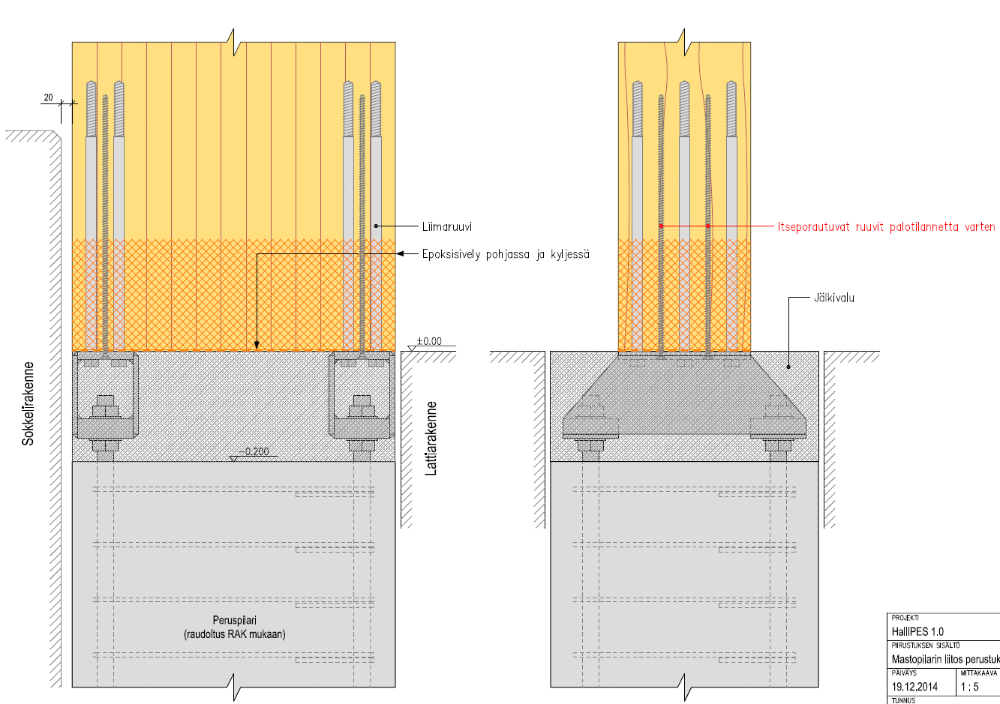 20
Liimaruuvi
Epoksisively pohjassa ja kyljessä
Itseporautuvat ruuvit palotilannetta varten
Jälkivalu
±0.00
Sokkelirakenne
Lattiarakenne
-0.200
Peruspilari
(raudoitus RAK mukaan)
PROJEKTI
HalliPES 1.0
PIIRUSTUKSEN SISÄLTÖ
Mastopilarin liitos perustuk
PÄIVÄYS
MITTAKAAVA
19.12.2014
1 : 5
TUNNUS